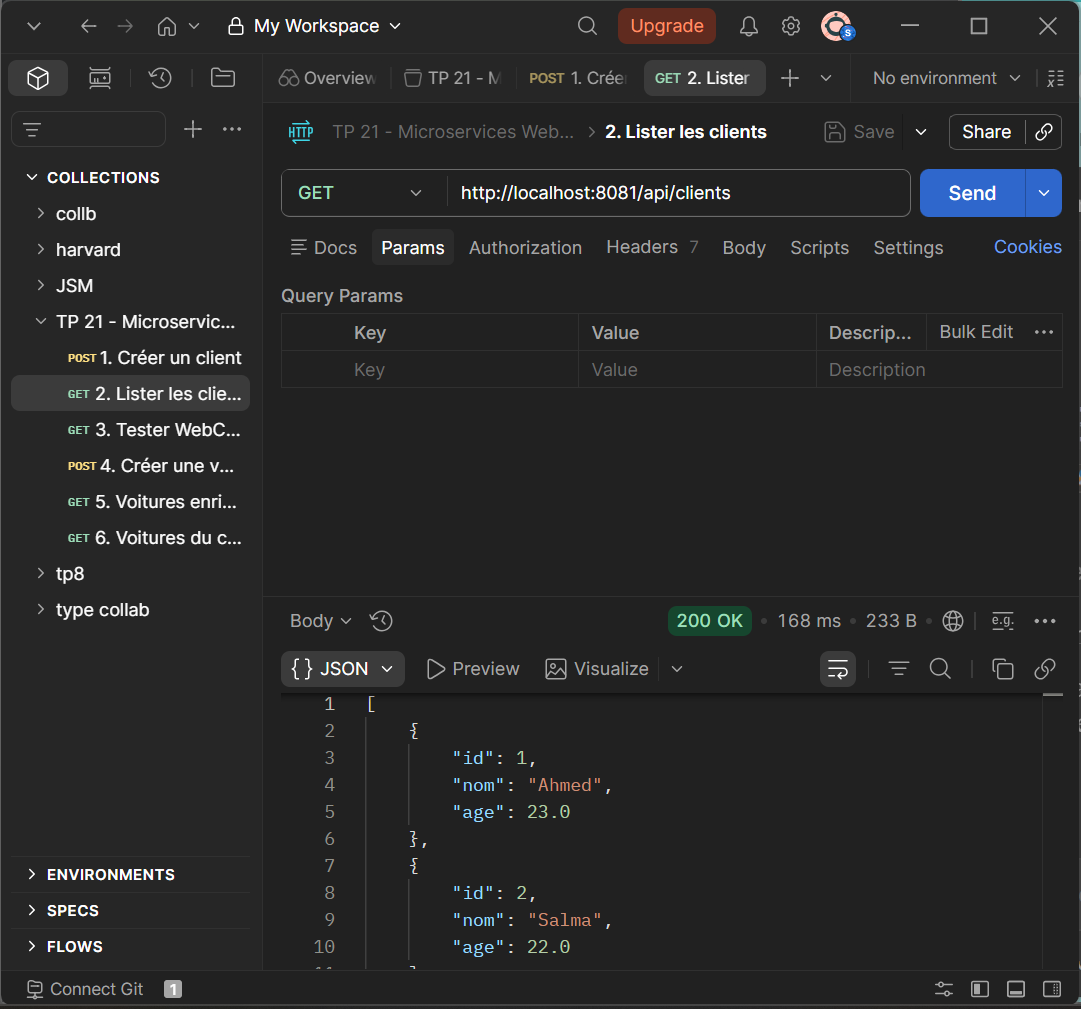 My Workspace
Upgrade
Overview
TP 21 - M
POST 1. Crée
GET 2. Lister
No environment
HTTP
TP 21 - Microservices Web... > 2. Lister les clients
Save
Share
COLLECTIONS
collb
harvard
JSM
TP 21 - Microservic...
POST 1. Créer un client
GET 2. Lister les clie...
GET 3. Tester WebC...
POST 4. Créer une v...
GET 5. Voitures enri...
GET 6. Voitures du c...
tp8
type collab
ENVIRONMENTS
SPECS
FLOWS
GET
http://localhost:8081/api/clients
Send
Docs Params Authorization Headers 7 Body Scripts Settings Cookies
Query Params
Key Value Descrip... Bulk Edit ...
Key Value Description
Body 200 OK • 168 ms • 233 B • e.g. ...
{ } JSON Preview Visualize
1 [
2 {
3 "id": 1,
4 "nom": "Ahmed",
5 "age": 23.0
6 },
7 {
8 "id": 2,
9 "nom": "Salma",
10 "age": 22.0
Connect Git 1